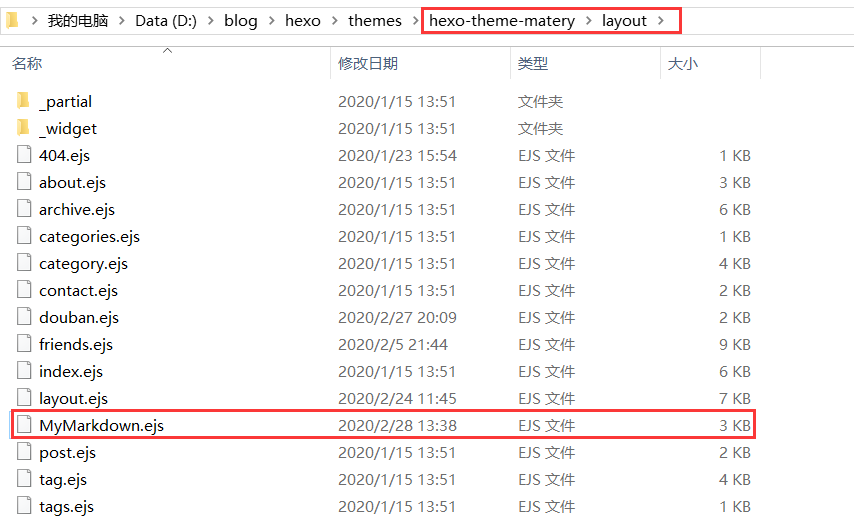 我的电脑 > Data (D:) > blog > hexo > themes > hexo-theme-matery > layout >
名称 修改日期 类型 大小
_partial 2020/1/15 13:51 文件夹
_widget 2020/1/15 13:51 文件夹
404.ejs 2020/1/23 15:54 EJS 文件 1 KB
about.ejs 2020/1/15 13:51 EJS 文件 3 KB
archive.ejs 2020/1/15 13:51 EJS 文件 6 KB
categories.ejs 2020/1/15 13:51 EJS 文件 1 KB
category.ejs 2020/1/15 13:51 EJS 文件 4 KB
contact.ejs 2020/1/15 13:51 EJS 文件 2 KB
douban.ejs 2020/2/27 20:09 EJS 文件 2 KB
friends.ejs 2020/2/5 21:44 EJS 文件 9 KB
index.ejs 2020/1/15 13:51 EJS 文件 6 KB
layout.ejs 2020/2/24 11:45 EJS 文件 7 KB
MyMarkdown.ejs 2020/2/28 13:38 EJS 文件 3 KB
post.ejs 2020/1/15 13:51 EJS 文件 2 KB
tag.ejs 2020/1/15 13:51 EJS 文件 4 KB
tags.ejs 2020/1/15 13:51 EJS 文件 1 KB